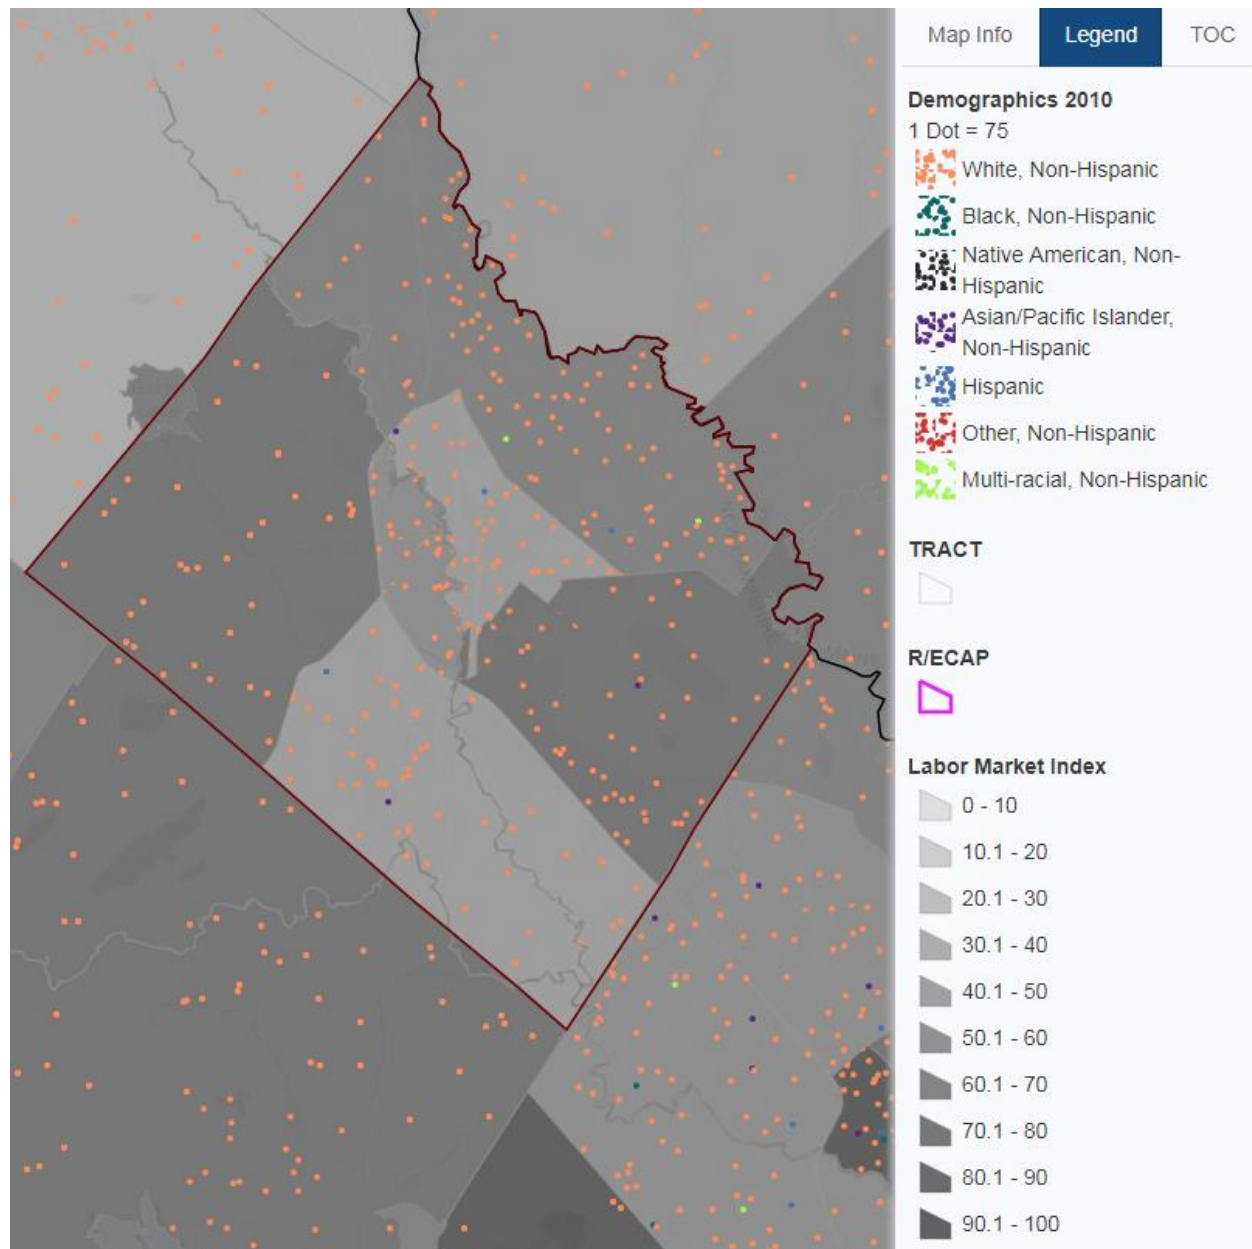 Map Info Legend TOC
Demographics 2010
1 Dot = 75
White, Non-Hispanic
Black, Non-Hispanic
Native American, Non-
Hispanic
Asian/Pacific Islander,
Non-Hispanic
Hispanic
Other, Non-Hispanic
Multi-racial, Non-Hispanic
TRACT
R/ECAP
Labor Market Index
0 - 10
10.1 - 20
20.1 - 30
30.1 - 40
40.1 - 50
50.1 - 60
60.1 - 70
70.1 - 80
80.1 - 90
90.1 - 100